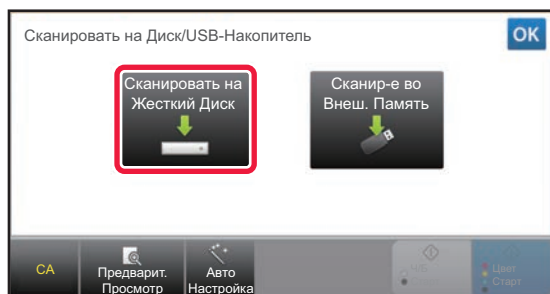 Сканировать на Диск/USB-Накопитель
OK
Сканировать на
Жесткий Диск
Сканир-е во
Внеш. Память
CA
Предварит.
Просмотр
Авто
Настройка
Ч/Б
Цвет
Старт